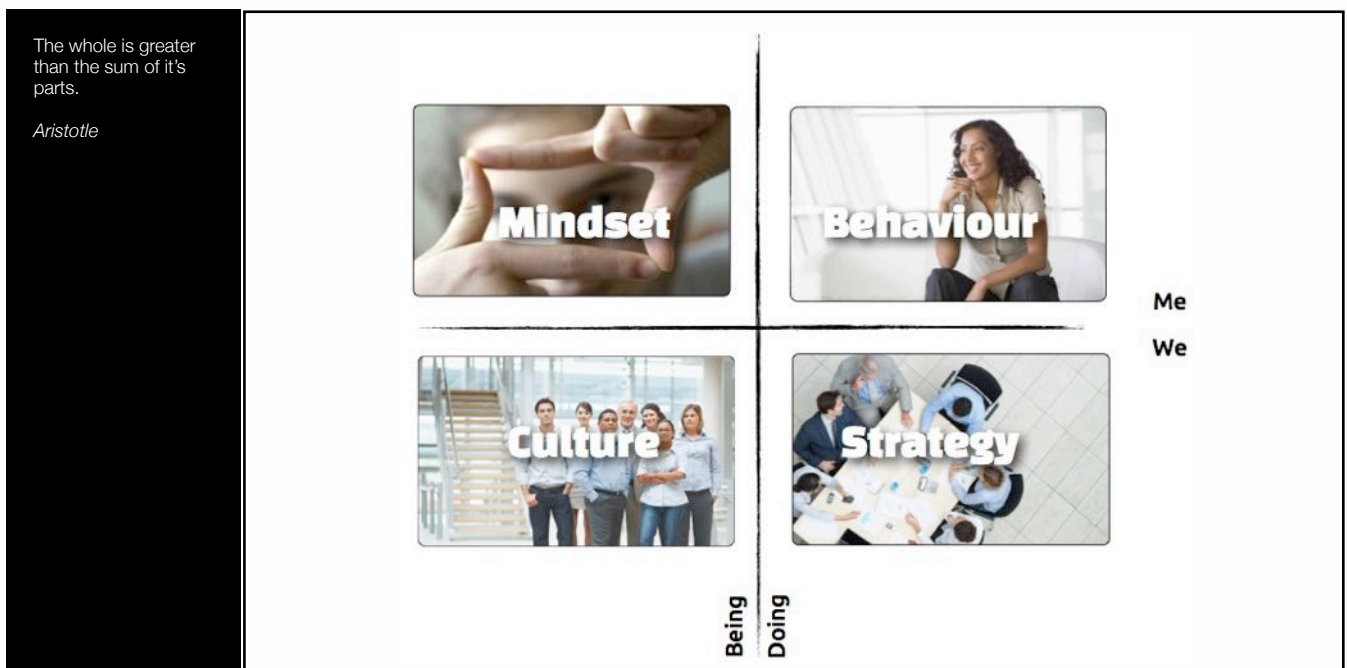 The whole is greater
than the sum of it's
parts.
Aristotle
Mindset
Behaviour
Me
We
Culture
Strategy
Being
Doing